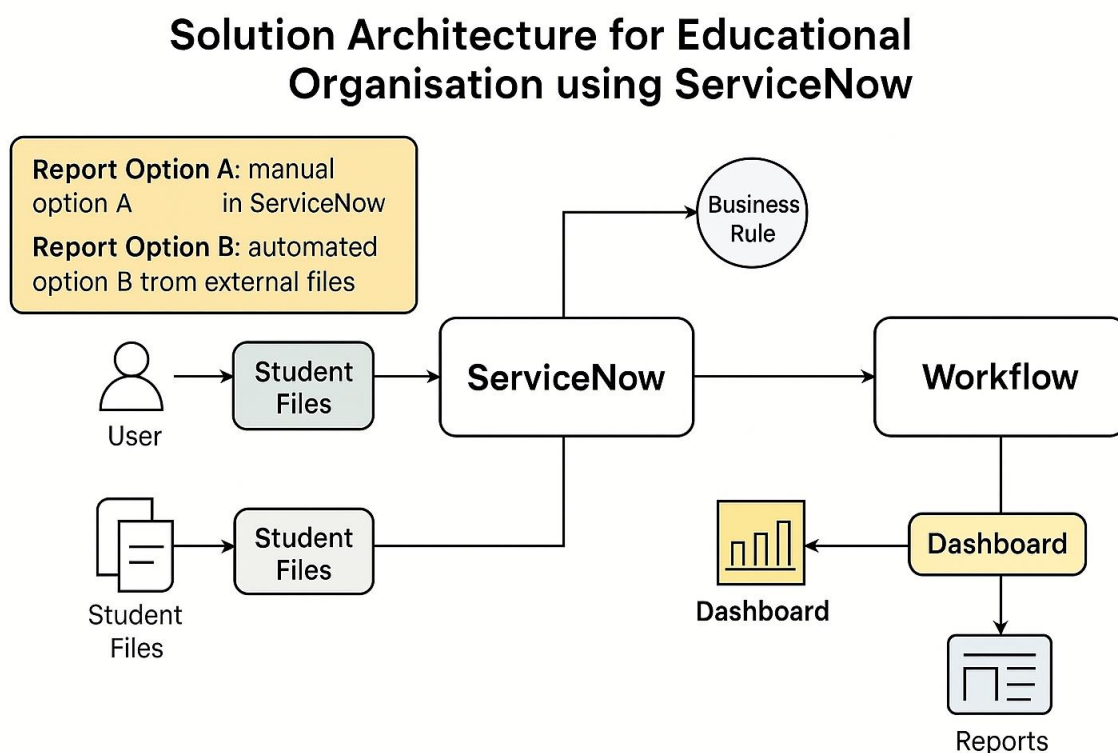 Solution Architecture for Educational
Organisation using ServiceNow
Report Option A: manual
option A in ServiceNow
Report Option B: automated
option B trom external files
Business
Rule
User
Student
Files
ServiceNow
Workflow
Student
Files
Student
Files
Dashboard
Dashboard
Reports